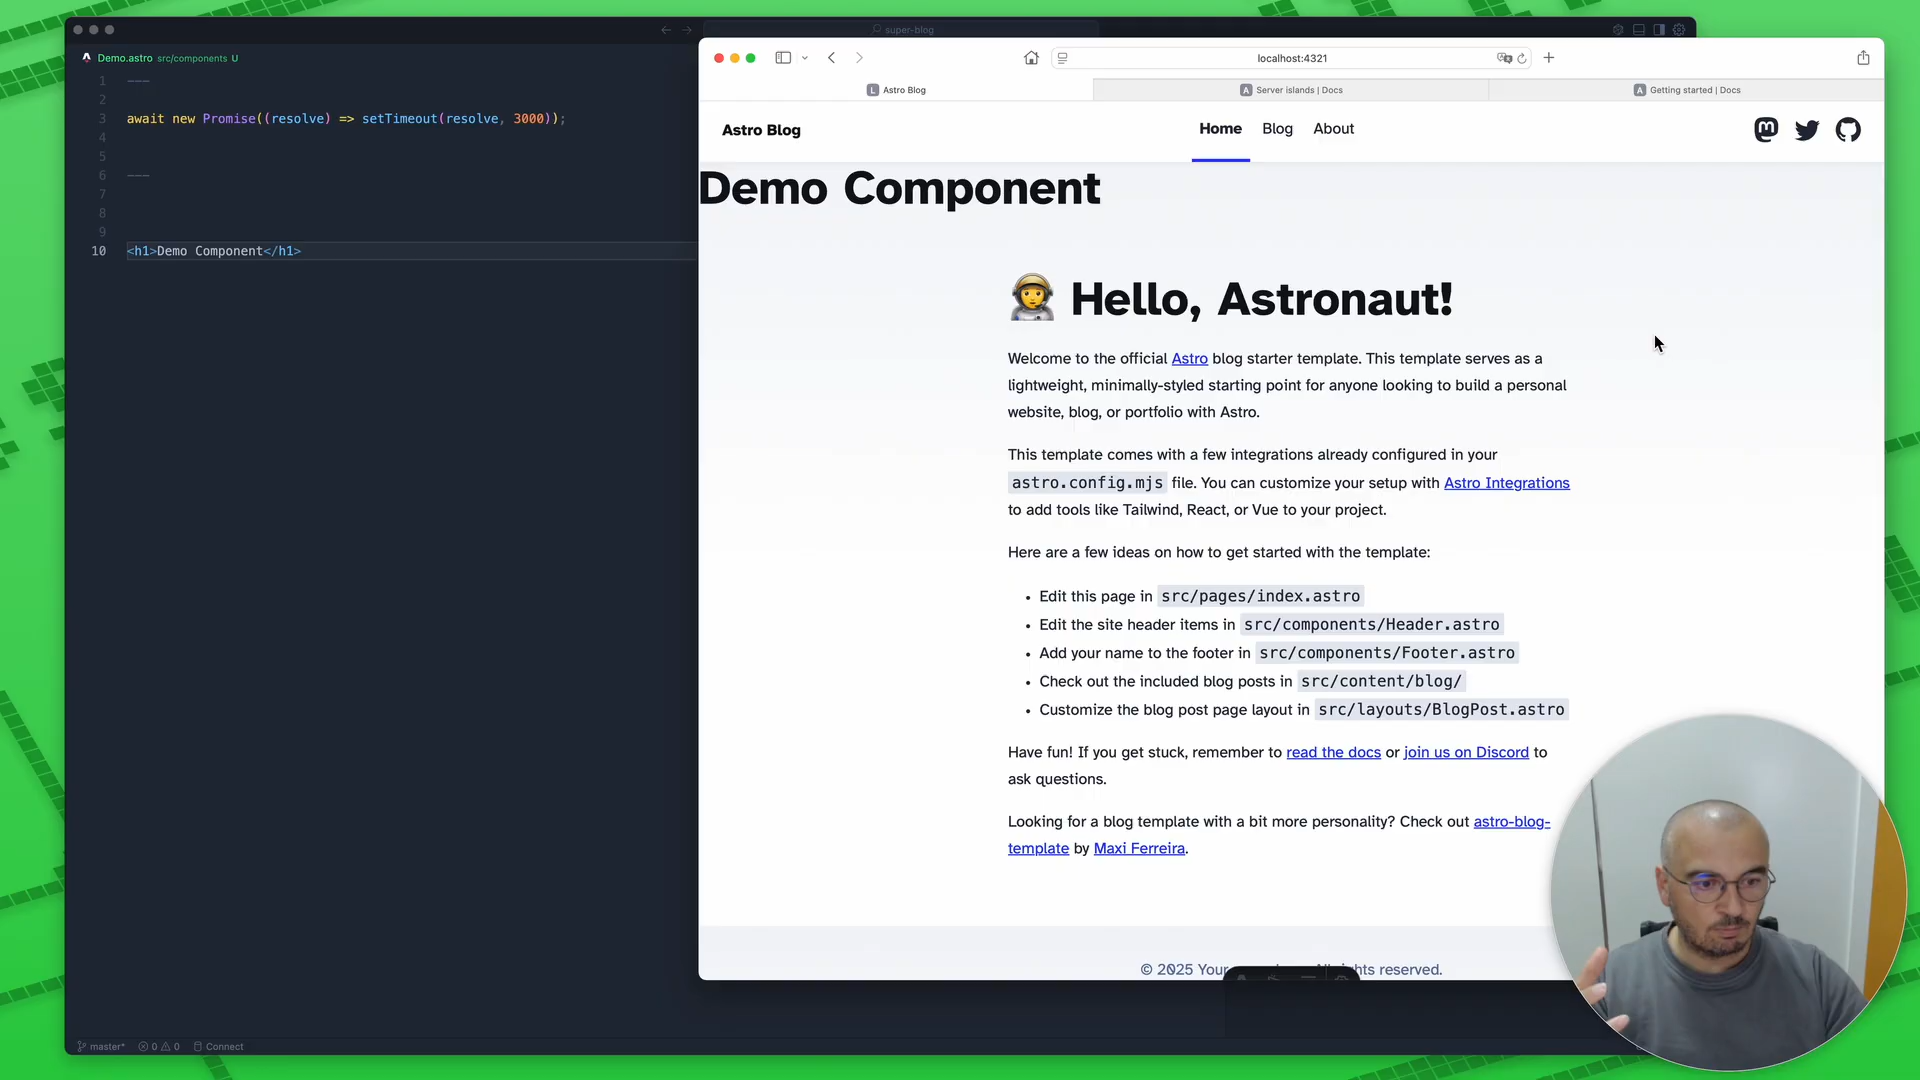 super-blog
Demo.astro src/components U
1 ---
2
3 await new Promise((resolve) => setTimeout(resolve, 3000));
4
5
6 ---
7
8
9
10 <h1>Demo Component</h1>
master* 0 0 Connect
localhost:4321
L Astro Blog
A Server islands | Docs
A Getting started | Docs
Astro Blog
Home Blog About
Demo Component
Hello, Astronaut!
Welcome to the official Astro blog starter template. This template serves as a
lightweight, minimally-styled starting point for anyone looking to build a personal
website, blog, or portfolio with Astro.
This template comes with a few integrations already configured in your
astro.config.mjs file. You can customize your setup with Astro Integrations
to add tools like Tailwind, React, or Vue to your project.
Here are a few ideas on how to get started with the template:
• Edit this page in src/pages/index.astro
• Edit the site header items in src/components/Header.astro
• Add your name to the footer in src/components/Footer.astro
• Check out the included blog posts in src/content/blog/
• Customize the blog post page layout in src/layouts/BlogPost.astro
Have fun! If you get stuck, remember to read the docs or join us on Discord to
ask questions.
Looking for a blog template with a bit more personality? Check out astro-blog-
template by Maxi Ferreira.
© 2025 Your reserved.